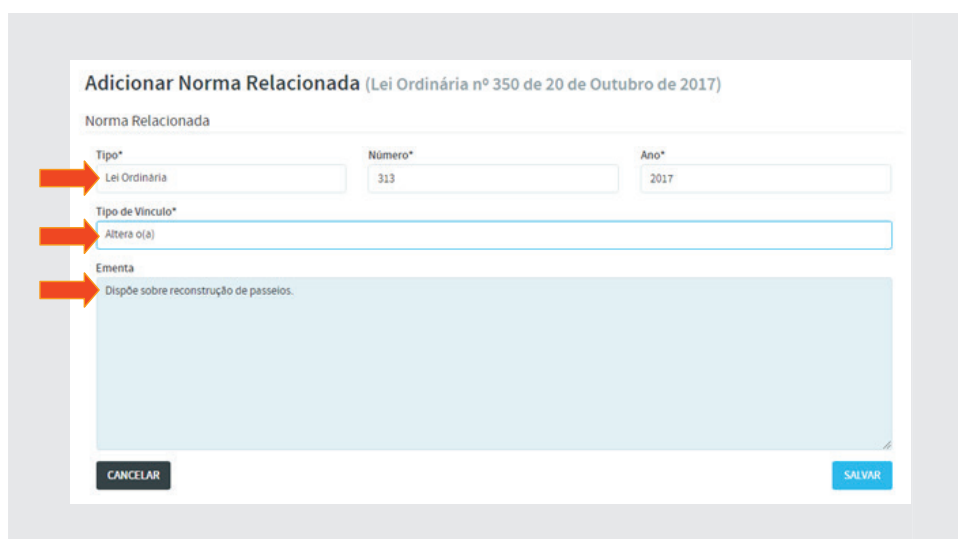 Adicionar Norma Relacionada (Lei Ordinária nº 350 de 20 de Outubro de 2017)
Norma Relacionada
Tipo* Número* Ano*
Lei Ordinária 313 2017
Tipo de Vínculo*
Altera o(a)
Ementa
Dispõe sobre reconstrução de passeios.
CANCELAR SALVAR